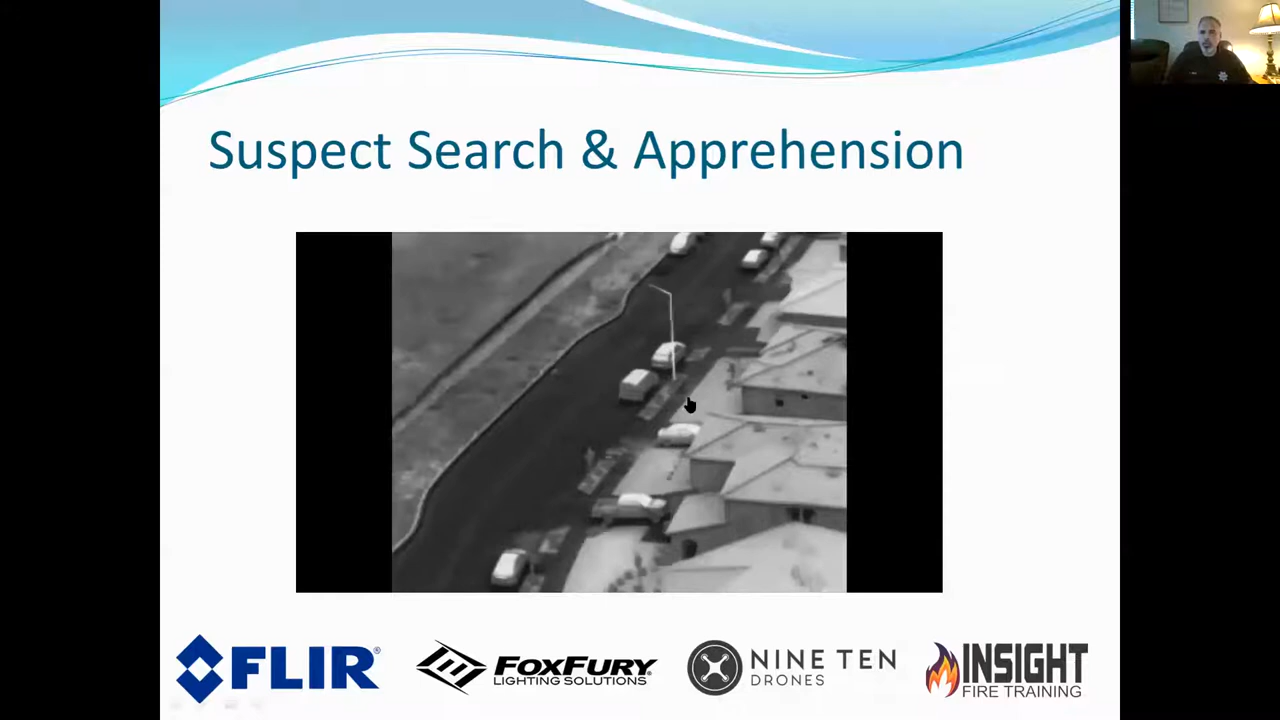 Suspect Search & Apprehension
FLIR®
FOXFURY
LIGHTING SOLUTIONS
NINE TEN
DRONES
INSIGHT
FIRE TRAINING